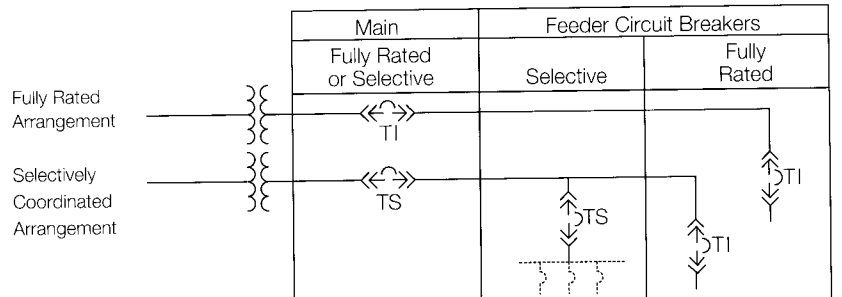 Main
Feeder Circuit Breakers
Fully Rated
or Selective
Selective
Fully
Rated
Fully Rated
Arrangement
TI
TI
Selectively
Coordinated
Arrangement
TS
TS
TI